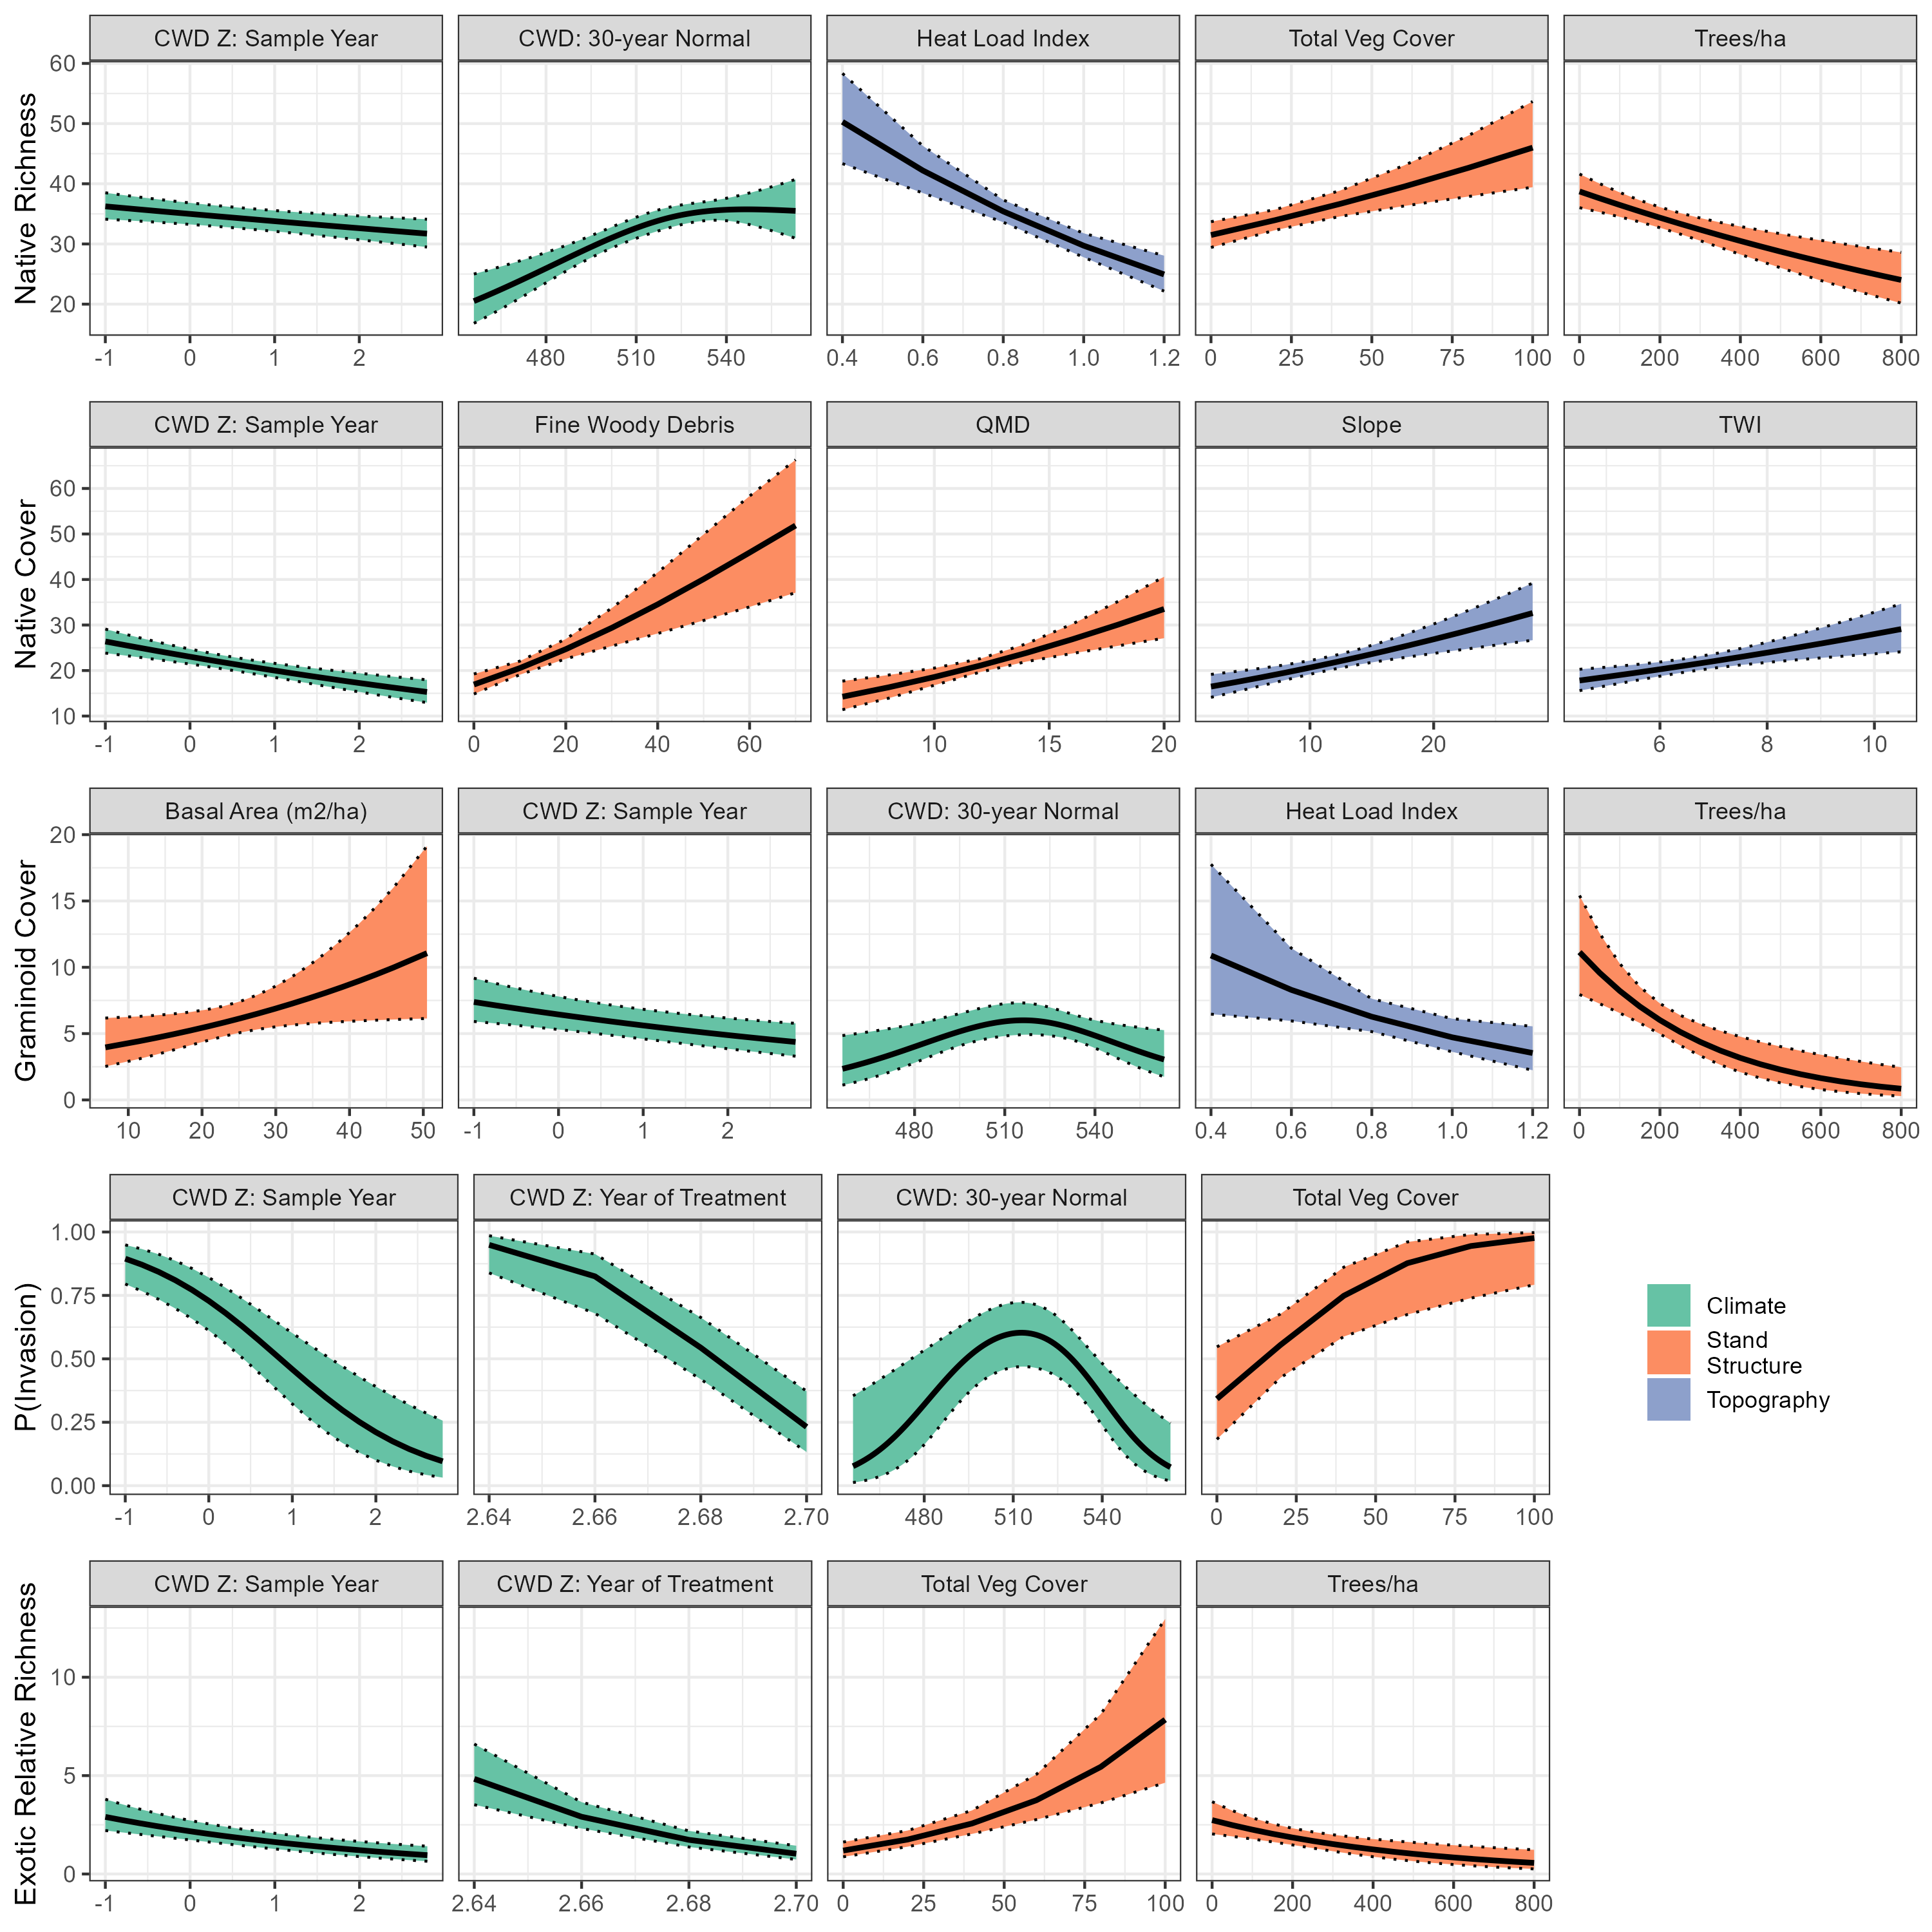 CWD Z: Sample Year CWD: 30-year Normal Heat Load Index Total Veg Cover Trees/ha
Native Richness
60
50
40
30
20
-1 0 1 2 480 510 540 0.4 0.6 0.8 1.0 1.2 0 25 50 75 100 0 200 400 600 800
CWD Z: Sample Year Fine Woody Debris QMD Slope TWI
Native Cover
60
50
40
30
20
10
-1 0 1 2 0 20 40 60 10 15 20 10 20 6 8 10
Basal Area (m2/ha) CWD Z: Sample Year CWD: 30-year Normal Heat Load Index Trees/ha
Graminoid Cover
20
15
10
5
0
10 20 30 40 50 -1 0 1 2 480 510 540 0.4 0.6 0.8 1.0 1.2 0 200 400 600 800
CWD Z: Sample Year CWD Z: Year of Treatment CWD: 30-year Normal Total Veg Cover
P(Invasion)
1.00
0.75
0.50
0.25
0.00
-1 0 1 2 2.64 2.66 2.68 2.70 480 510 540 0 25 50 75 100
Climate
Stand
Structure
Topography
CWD Z: Sample Year CWD Z: Year of Treatment Total Veg Cover Trees/ha
Exotic Relative Richness
10
5
0
-1 0 1 2 2.64 2.66 2.68 2.70 0 25 50 75 100 0 200 400 600 800